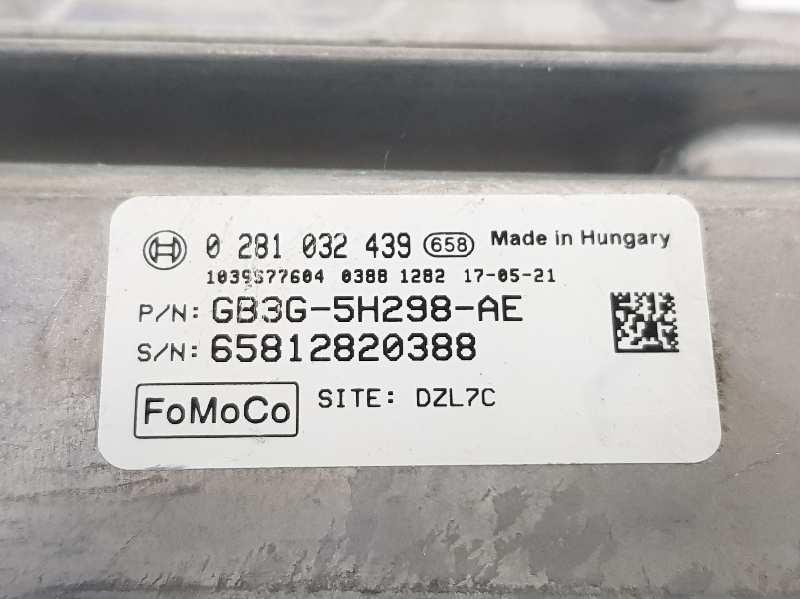 0 281 032 439 658 Made in Hungary
1039S77604 0388 1282 17-05-21
P/N: GB3G-5H298-AE
S/N: 65812820388
FoMoCo SITE: DZL7C